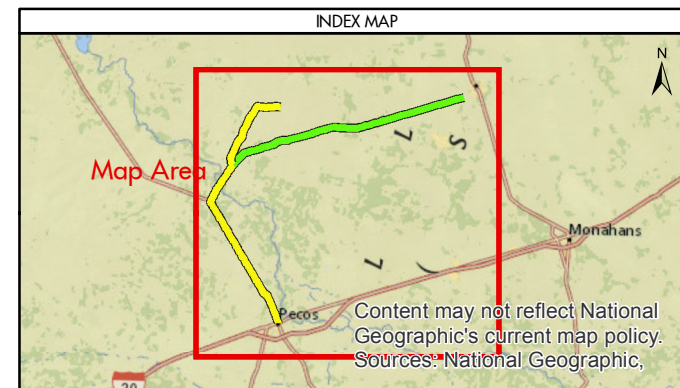 INDEX MAP
N
Map Area
L
S
Monahans
L
Pecos
Content may not reflect National
Geographic's current map policy.
Sources: National Geographic,
20